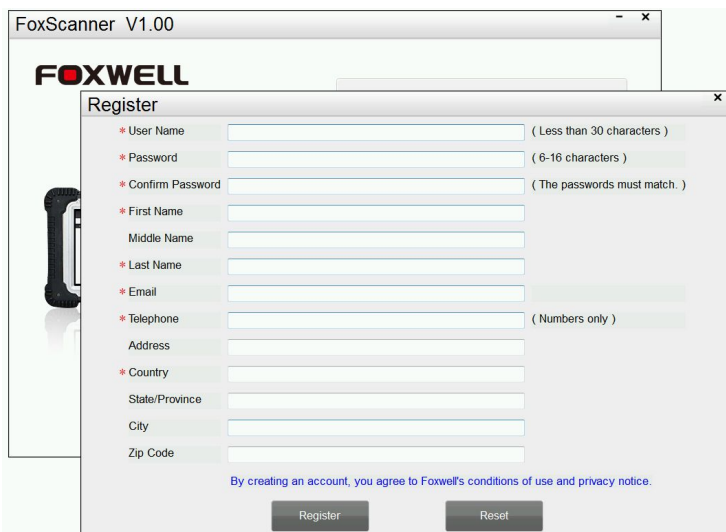 FoxScanner V1.00
FOXWELL
Register
* User Name ( Less than 30 characters )
* Password ( 6-16 characters )
* Confirm Password ( The passwords must match. )
* First Name
Middle Name
* Last Name
* Email
* Telephone ( Numbers only )
Address
* Country
State/Province
City
Zip Code
By creating an account, you agree to Foxwell's conditions of use and privacy notice.
Register Reset